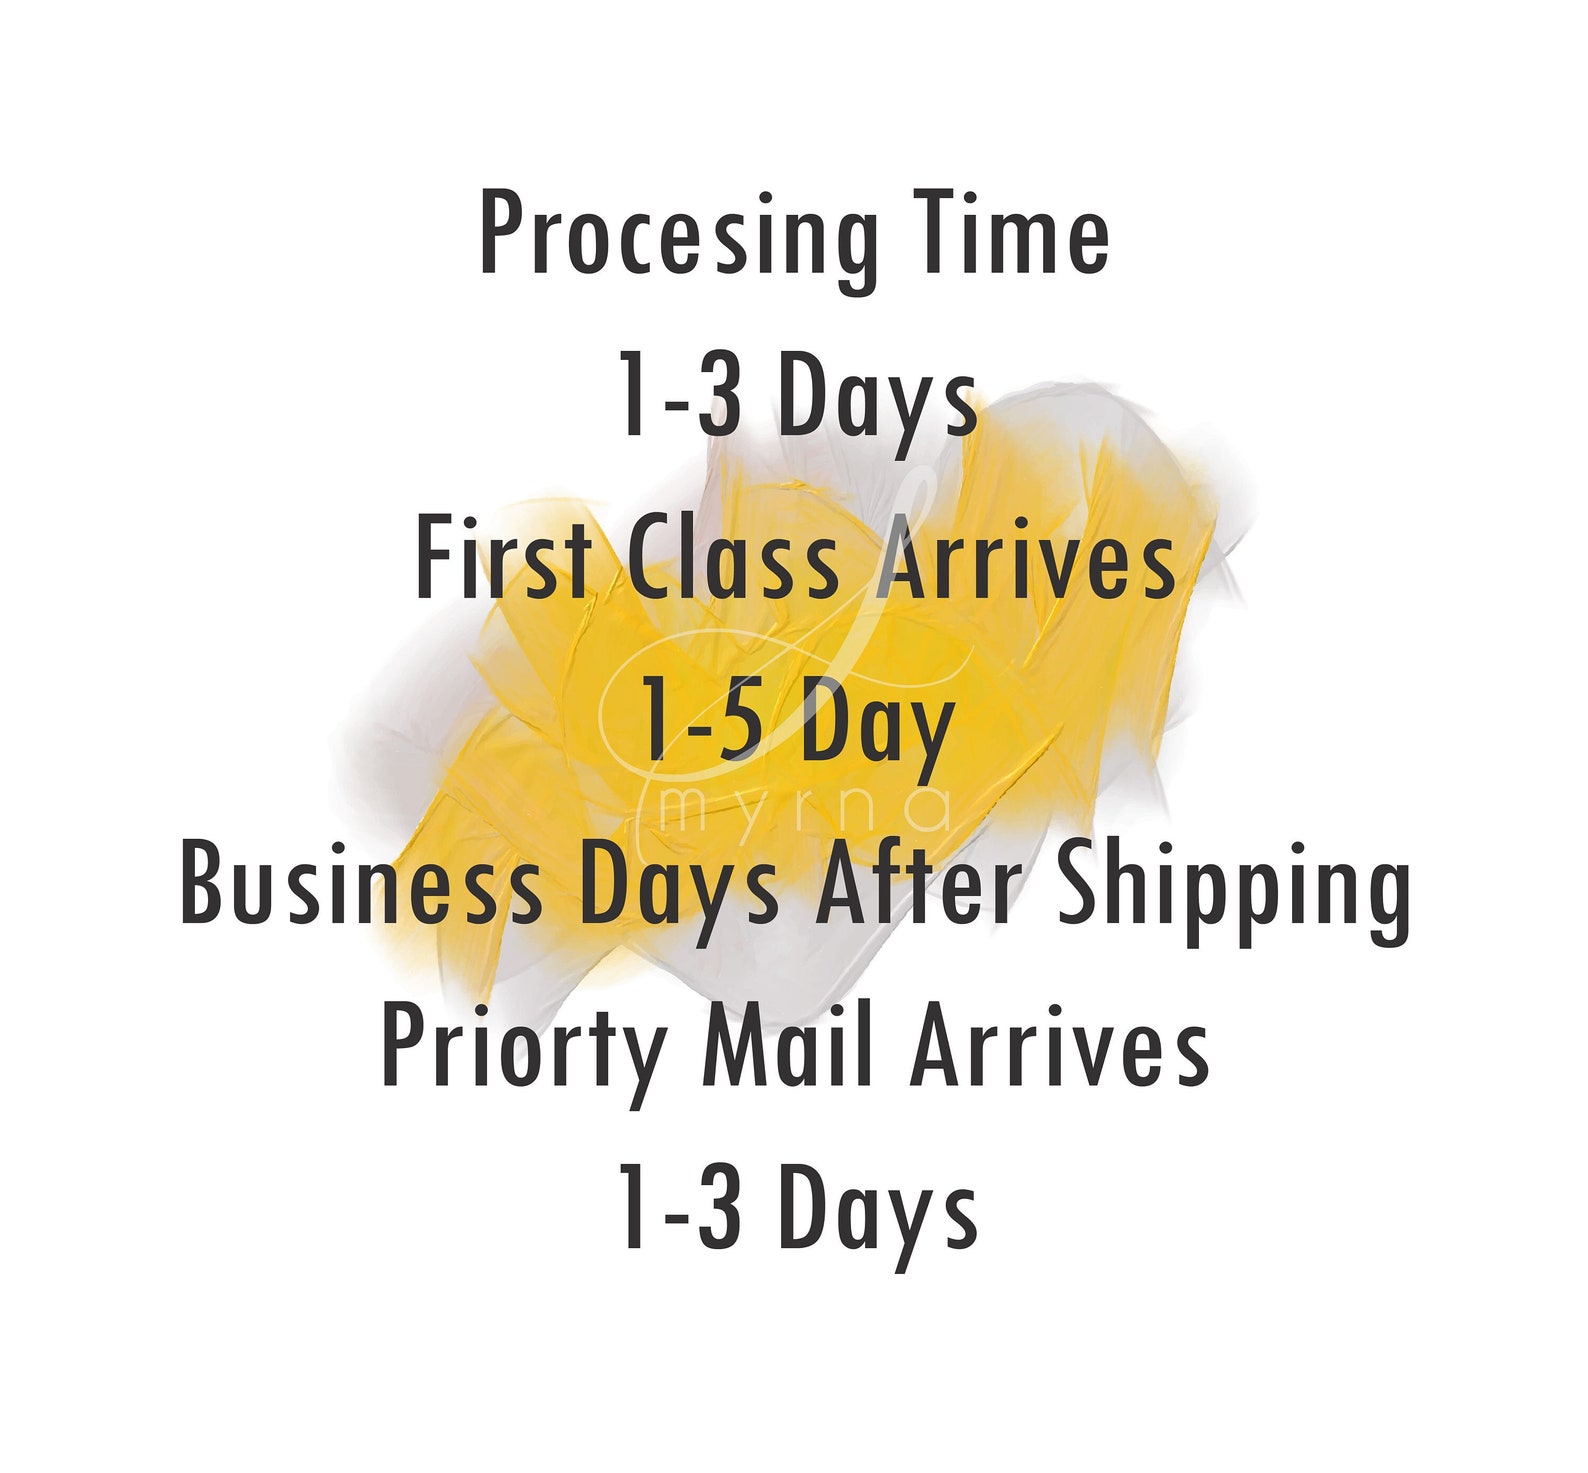 Procesing Time
1-3 Days
First Class Arrives
1-5 Day
myrna
Business Days After Shipping
Priorty Mail Arrives
1-3 Days